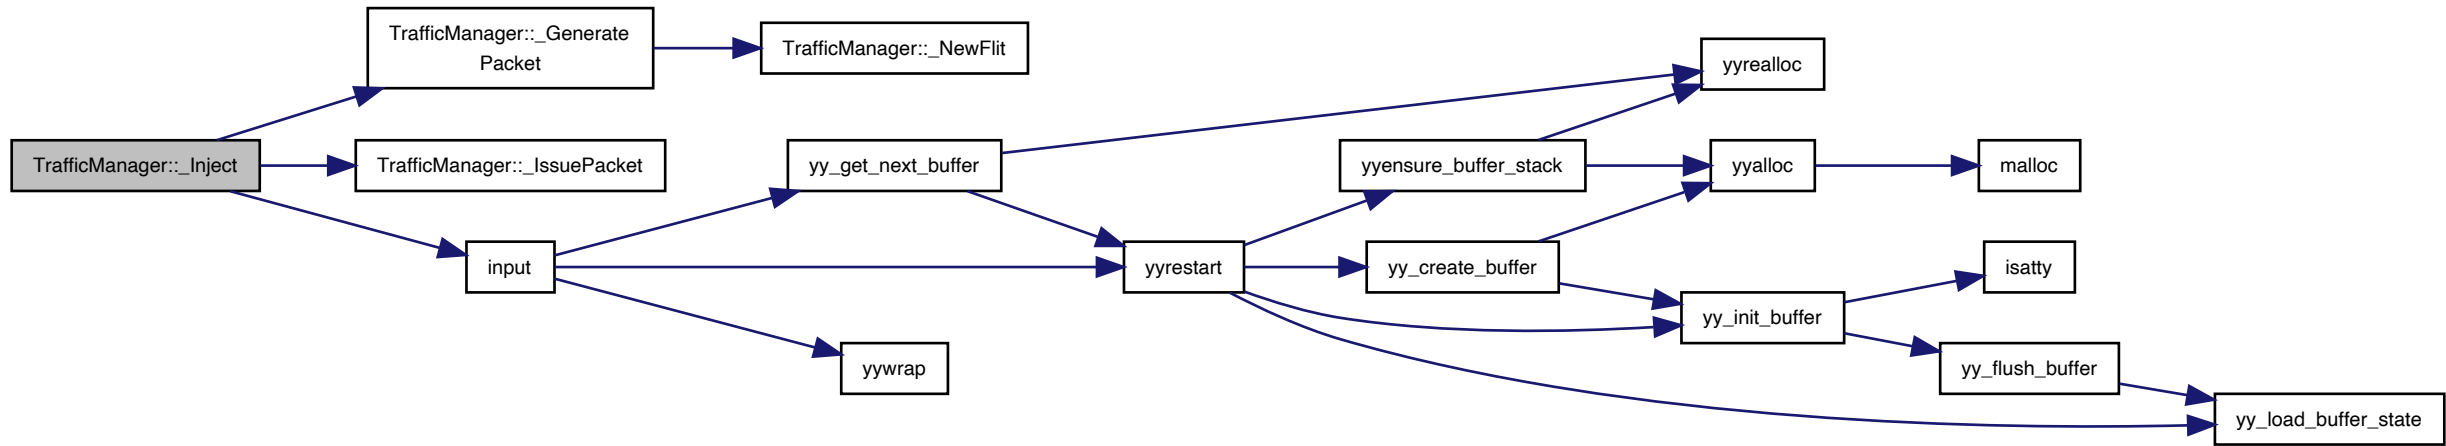 TrafficManager::_Generate
Packet
TrafficManager::_NewFlit
yyrealloc
TrafficManager::_Inject
TrafficManager::_IssuePacket
yy_get_next_buffer
yyensure_buffer_stack
yyalloc
malloc
input
yyrestart
yy_create_buffer
isatty
yy_init_buffer
yywrap
yy_flush_buffer
yy_load_buffer_state